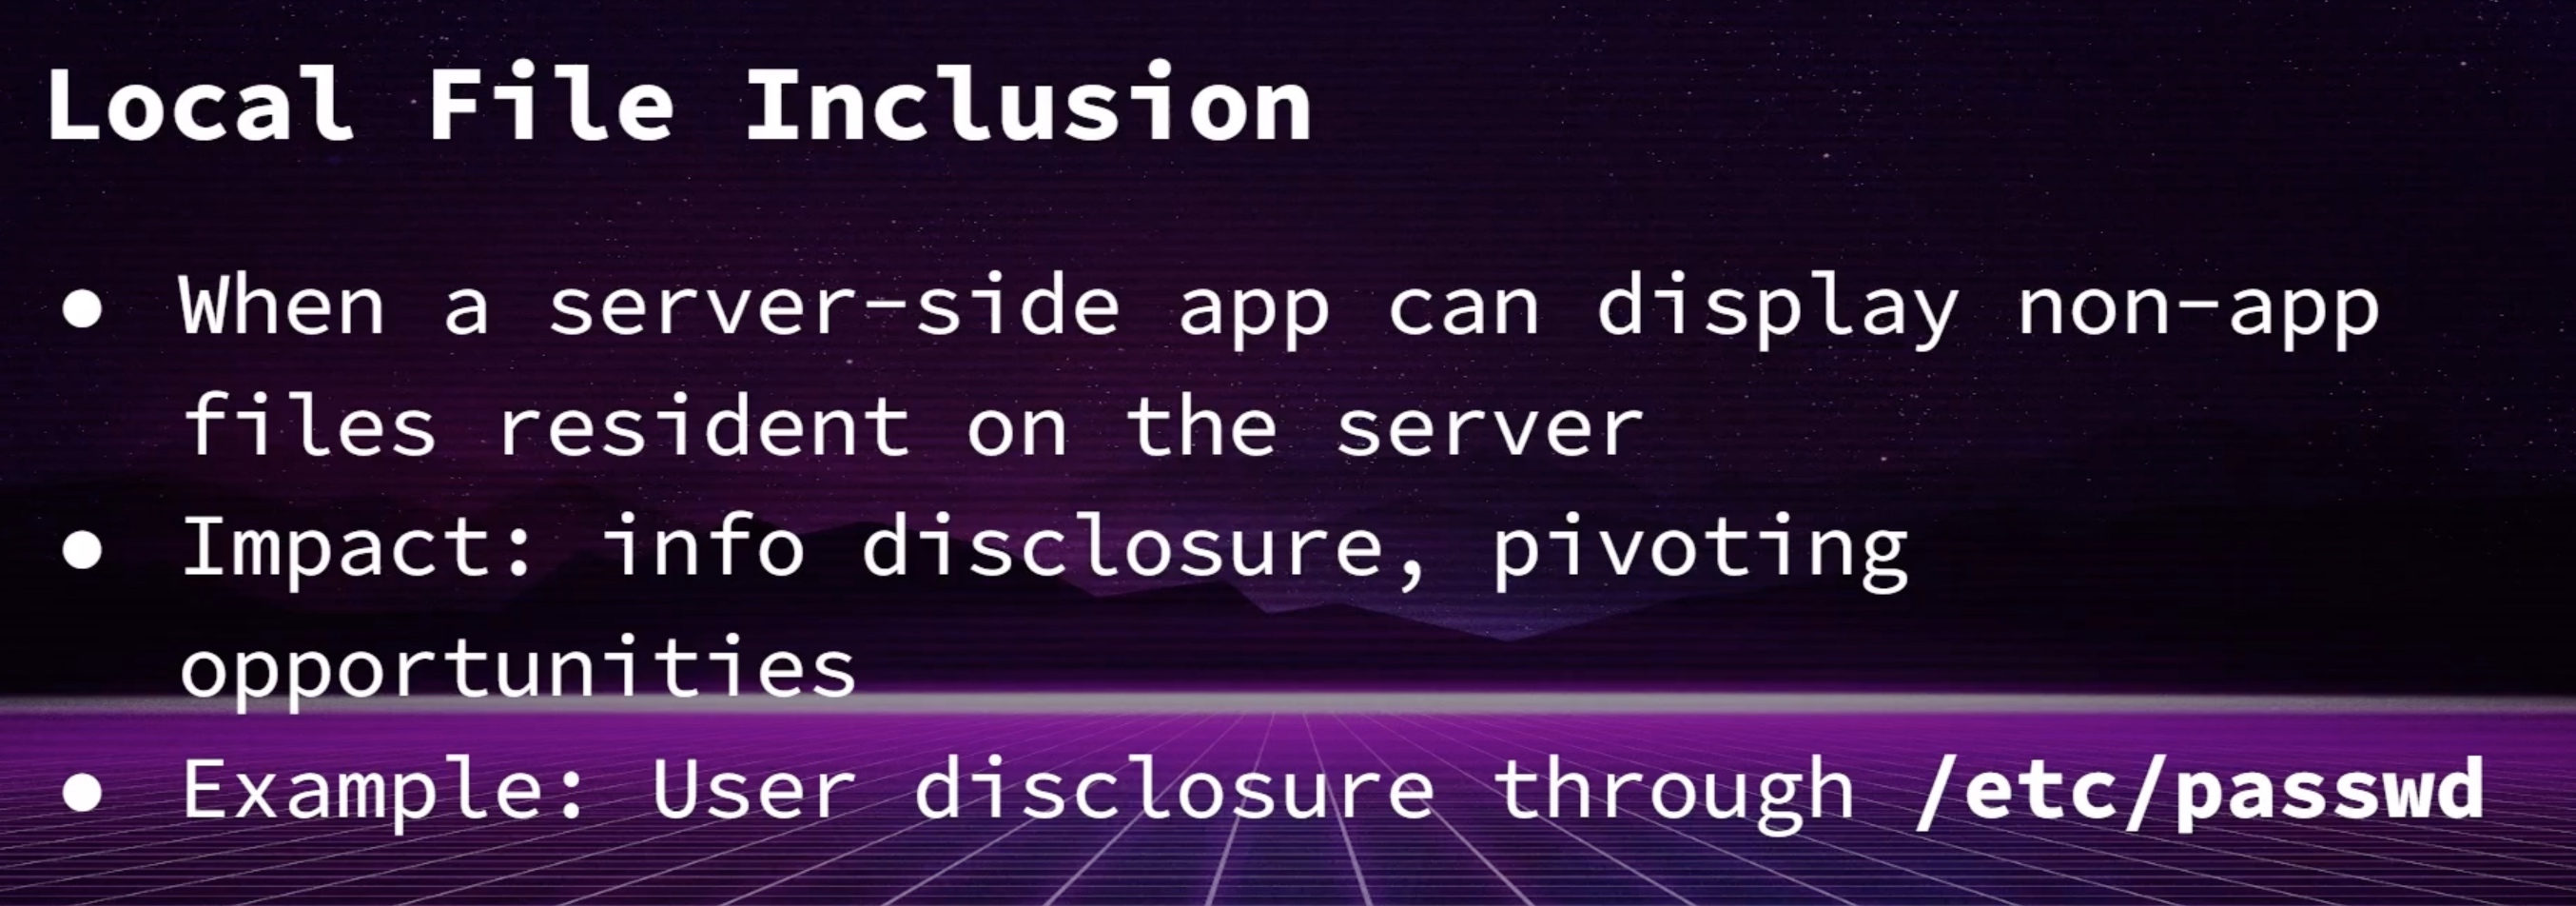 Local File Inclusion
● When a server-side app can display non-app
files resident on the server
● Impact: info disclosure, pivoting
opportunities
● Example: User disclosure through /etc/passwd